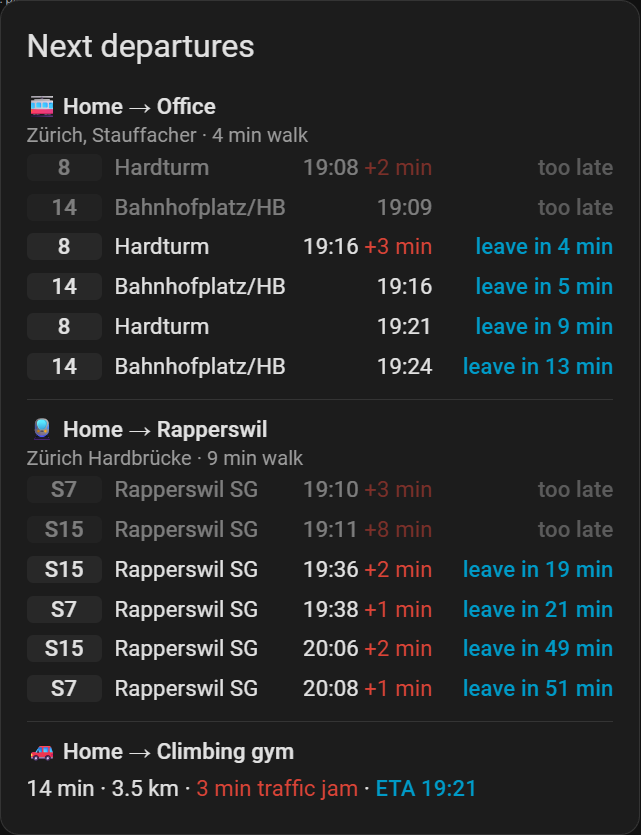 Next departures
Home → Office
Zürich, Stauffacher · 4 min walk
8 Hardturm 19:08 +2 min too late
14 Bahnhofplatz/HB 19:09 too late
8 Hardturm 19:16 +3 min leave in 4 min
14 Bahnhofplatz/HB 19:16 leave in 5 min
8 Hardturm 19:21 leave in 9 min
14 Bahnhofplatz/HB 19:24 leave in 13 min
Home → Rapperswil
Zürich Hardbrücke · 9 min walk
S7 Rapperswil SG 19:10 +3 min too late
S15 Rapperswil SG 19:11 +8 min too late
S15 Rapperswil SG 19:36 +2 min leave in 19 min
S7 Rapperswil SG 19:38 +1 min leave in 21 min
S15 Rapperswil SG 20:06 +2 min leave in 49 min
S7 Rapperswil SG 20:08 +1 min leave in 51 min
Home → Climbing gym
14 min · 3.5 km · 3 min traffic jam · ETA 19:21